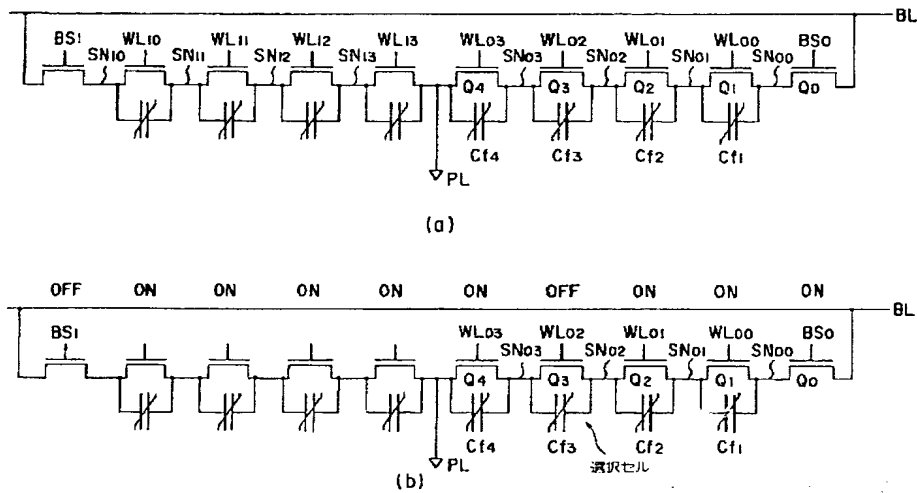 BL
BS1 SN10 WL10 SN11 WL11 SN12 WL12 SN13 WL13 WL03 SN03 WL02 SN02 WL01 SN01 WL00 SN00 BS0
Q4 Q3 Q2 Q1 Q0
Cf4 Cf3 Cf2 Cf1
PL
(a)
OFF ON ON ON ON ON OFF ON ON ON
BL
BS1 WL03 SN03 WL02 SN02 WL01 SN01 WL00 SN00 BS0
Q4 Q3 Q2 Q1 Q0
Cf4 Cf3 Cf2 Cf1
PL
選択セル
(b)